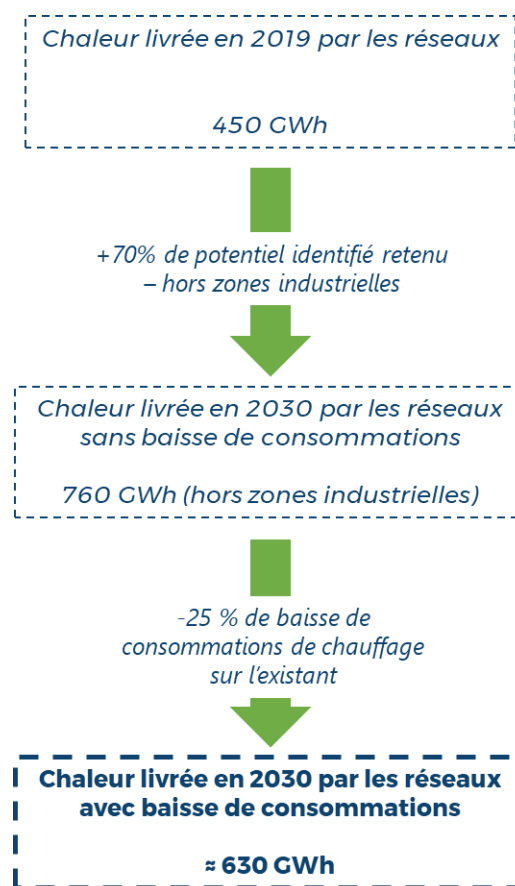 Chaleur livrée en 2019 par les réseaux
450 GWh
+70% de potentiel identifié retenu
– hors zones industrielles
Chaleur livrée en 2030 par les réseaux
sans baisse de consommations
760 GWh (hors zones industrielles)
-25 % de baisse de
consommations de chauffage
sur l'existant
Chaleur livrée en 2030 par les réseaux
avec baisse de consommations
≈ 630 GWh